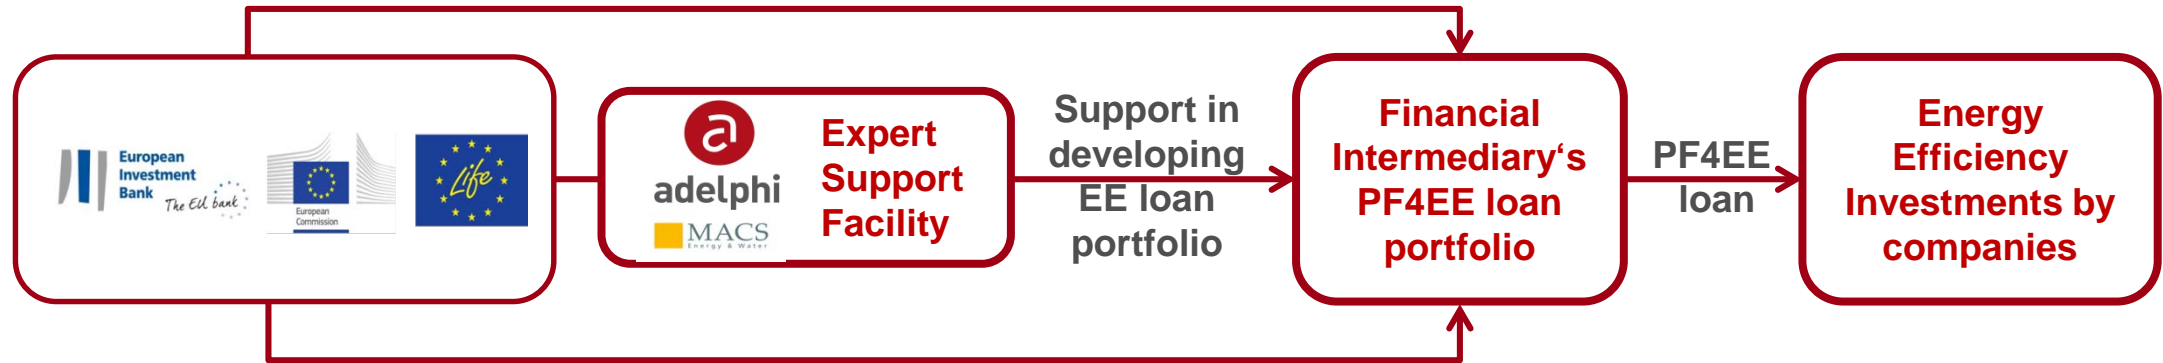 European
Investment
Bank
The EU bank
European
Commission
Life
a
adelphi
MACS
Energy & Water
Expert
Support
Facility
Support in
developing
EE loan
portfolio
Financial
Intermediary‘s
PF4EE loan
portfolio
PF4EE
loan
Energy
Efficiency
Investments by
companies